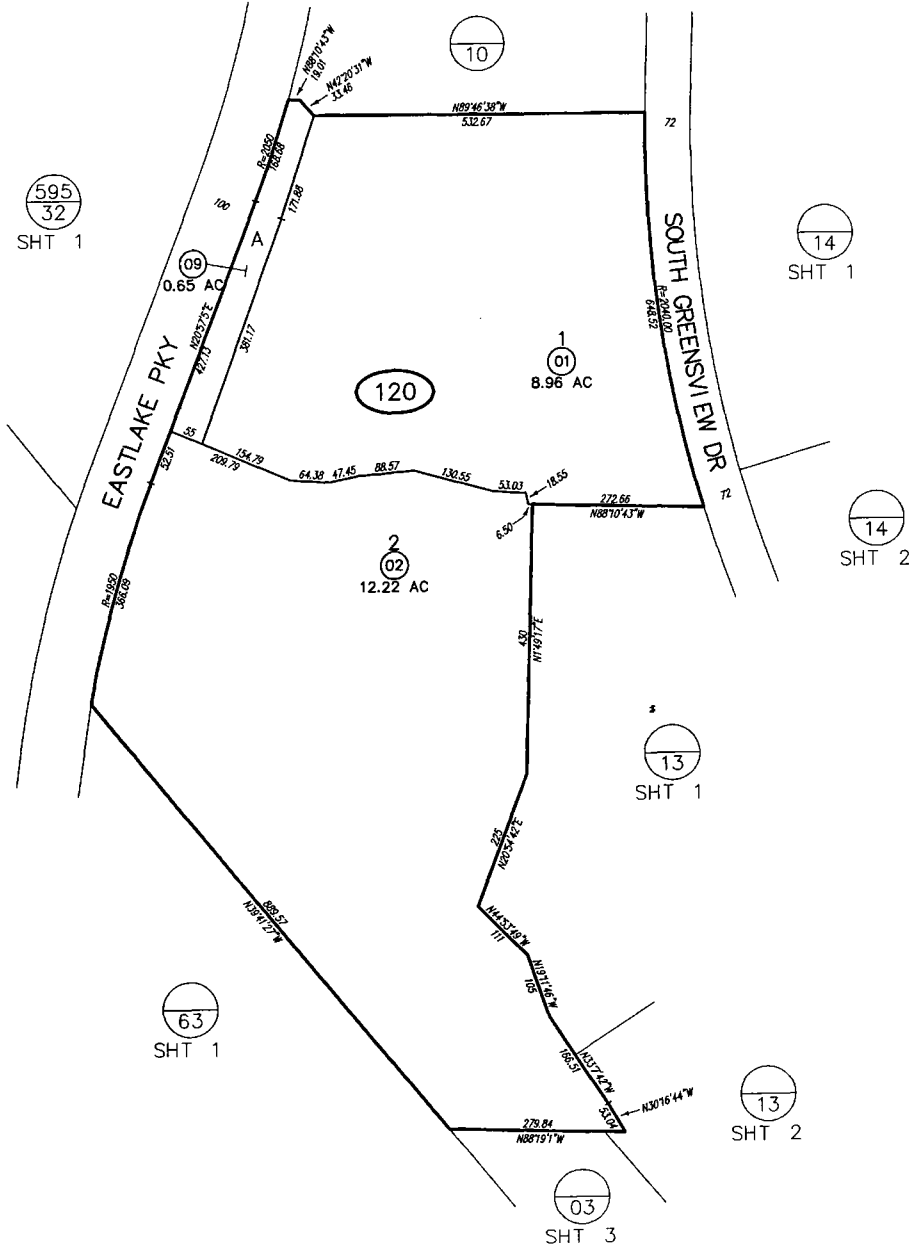 10
N88°10'43"W
19.01
N42°20'31"W
33.46
N89°46'38"W
532.67
72
R=2050
168.68
595
32
SHT 1
100
171.88
A
09
0.65 AC
14
SHT 1
SOUTH GREENSVIEW DR
R=2040.00
648.52
N20°57'5"E
427.13
381.17
1
01
8.96 AC
120
EASTLAKE PKY
55
154.79
209.79
52.51
64.38
47.45
88.57
130.55
53.03
18.55
6.50
272.66
N88°10'43"W
72
14
SHT 2
2
02
12.22 AC
R=1950
366.09
430
N1°49'17"E
13
SHT 1
225
N20°54'42"E
889.57
N39°41'27"W
N44°53'49"W
111
N19°11'46"W
105
63
SHT 1
N33°7'42"W
166.51
N30°16'44"W
53.04
13
SHT 2
279.84
N88°19'1"W
03
SHT 3